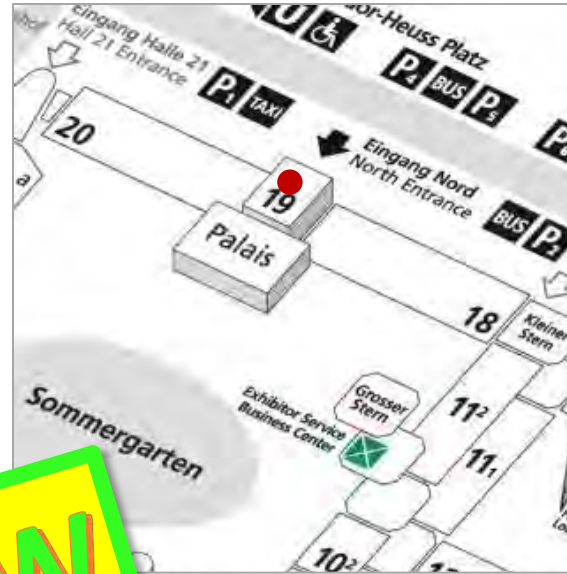 U
or-Heuss Platz
Eingang Halle 21
Hall 21 Entrance
P1 TAXI
P4 BUS P5
Eingang Nord
North Entrance
BUS P2
20
19
Palais
a
18
Kleiner
Stern
Grosser
Stern
11²
11₁
Exhibitor Service
Business Center
Sommergarten
10²
W